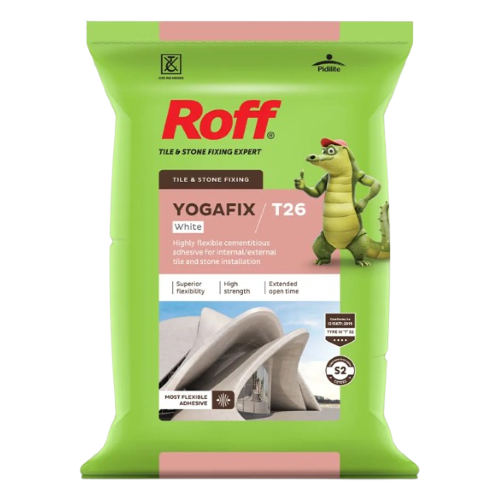 Pidilite
Roff®
TILE & STONE FIXING EXPERT
TILE & STONE FIXING
YOGAFIX / T26
White
Highly flexible cementitious
adhesive for internal/external
tile and stone installation
Superior
flexibility
High
strength
Extended
open time
MOST FLEXIBLE
ADHESIVE
S2